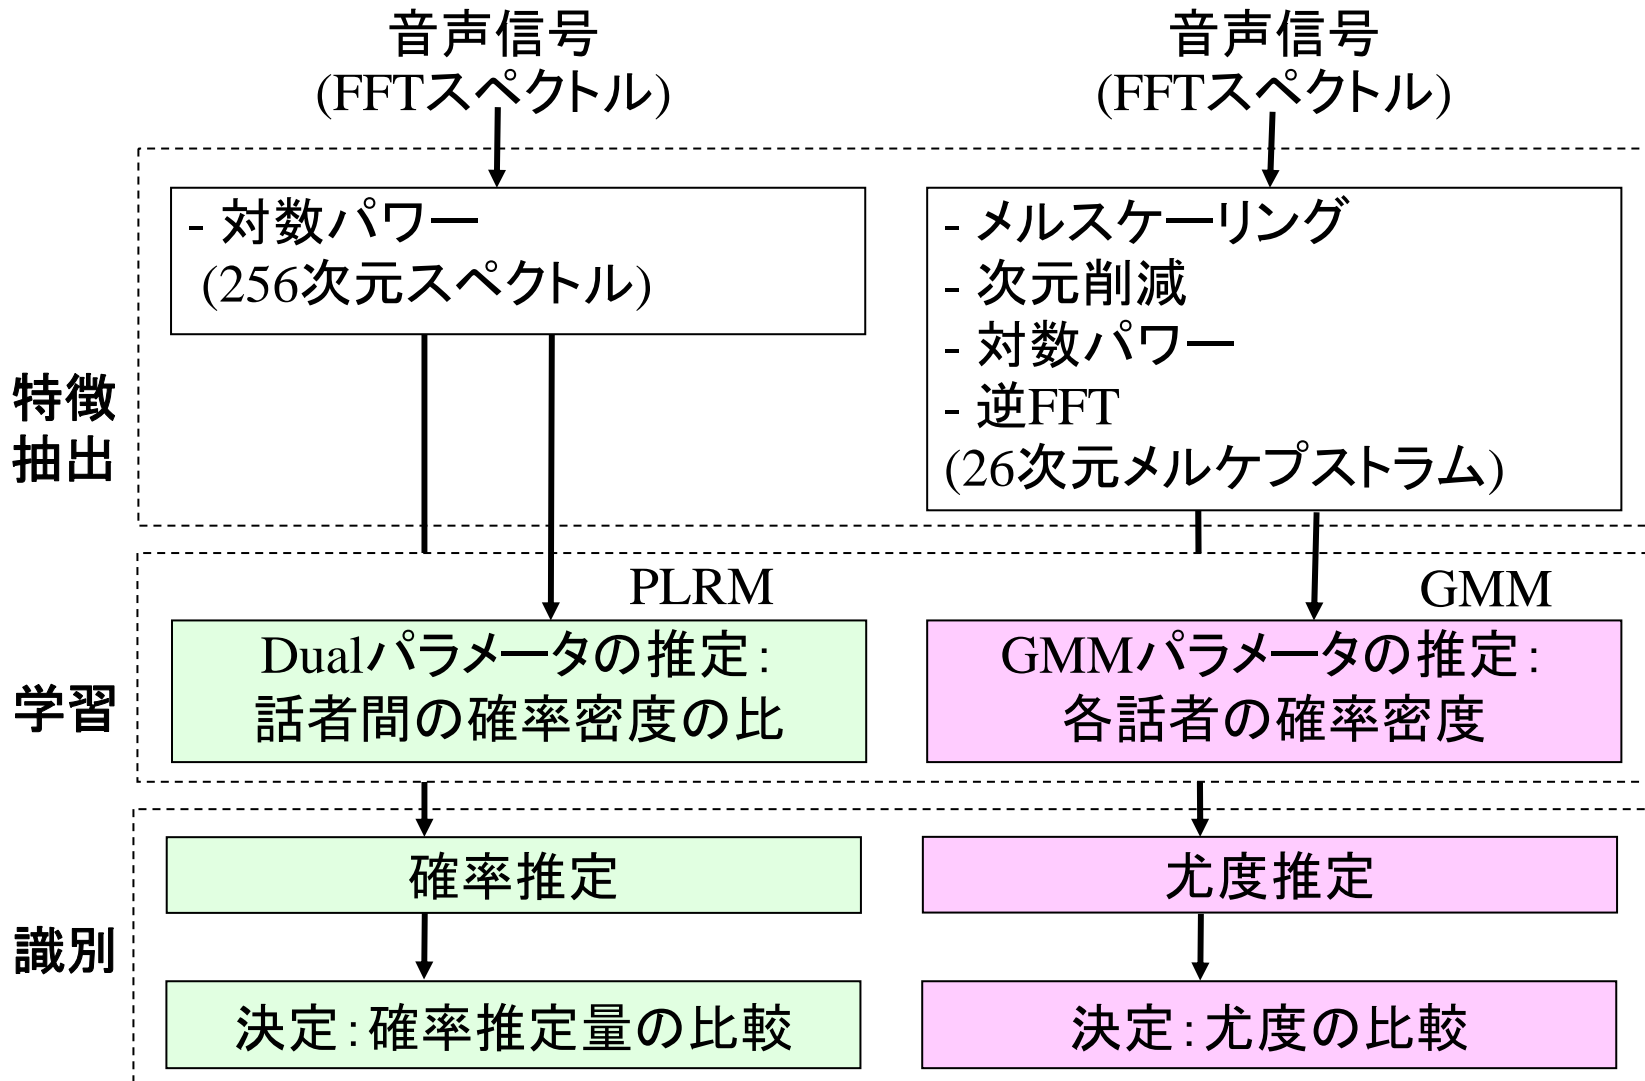 音声信号
(FFTスペクトル)
音声信号
(FFTスペクトル)
特徴
抽出
- 対数パワー
(256次元スペクトル)
- メルスケーリング
- 次元削減
- 対数パワー
- 逆FFT
(26次元メルケプストラム)
学習
PLRM
Dualパラメータの推定：
話者間の確率密度の比
GMM
GMMパラメータの推定：
各話者の確率密度
識別
確率推定
決定：確率推定量の比較
尤度推定
決定：尤度の比較